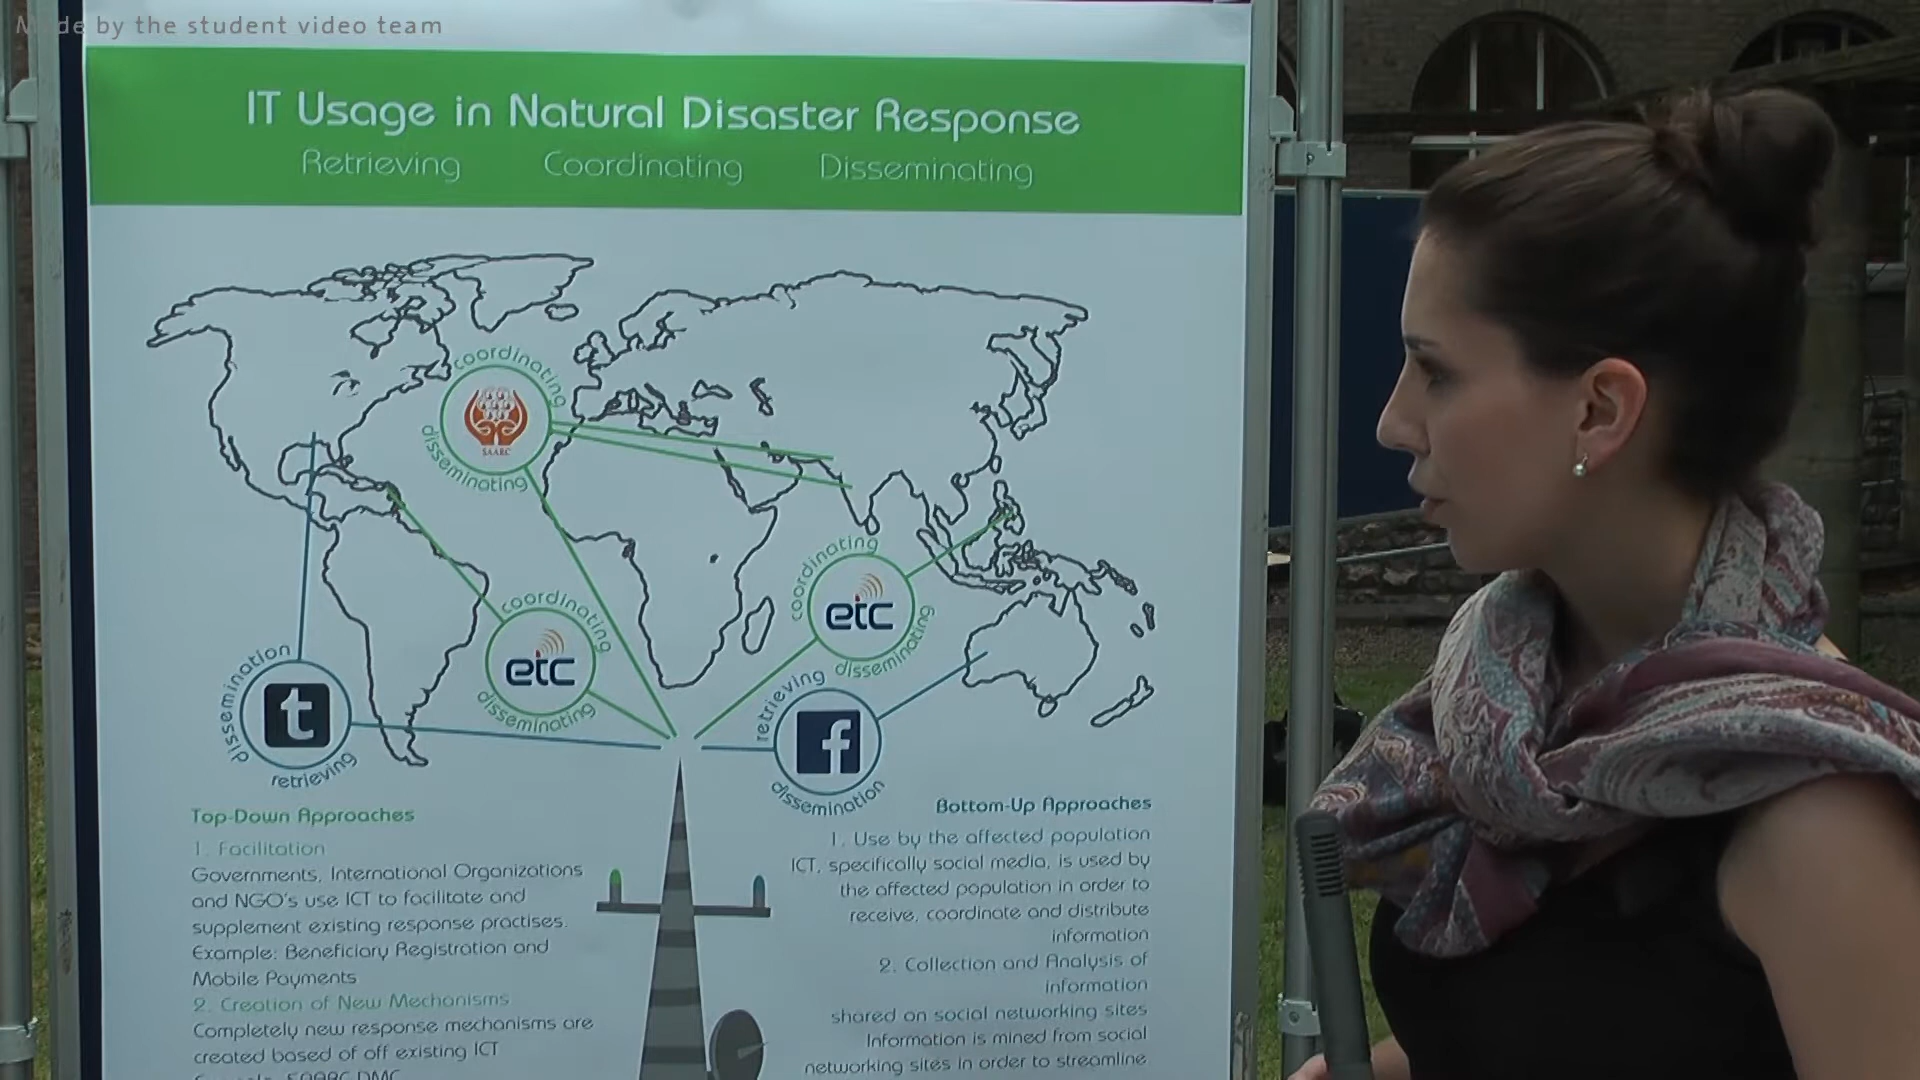 Made by the student video team
IT Usage in Natural Disaster Response
Retrieving Coordinating Disseminating
coordinating
SAARC
disseminating
coordinating
etc
disseminating
coordinating
etc
disseminating
dissemination
t
retrieving
retrieving
f
dissemination
Top-Down Approaches
1. Facilitation
Governments, International Organizations
and NGO's use ICT to facilitate and
supplement existing response practises.
Example: Beneficiary Registration and
Mobile Payments
2. Creation of New Mechanisms
Completely new response mechanisms are
created based of off existing ICT
Example: SAARC DMC
Bottom-Up Approaches
1. Use by the affected population
ICT, specifically social media, is used by
the affected population in order to
receive, coordinate and distribute
information
2. Collection and Analysis of
information
shared on social networking sites
Information is mined from social
networking sites in order to streamline